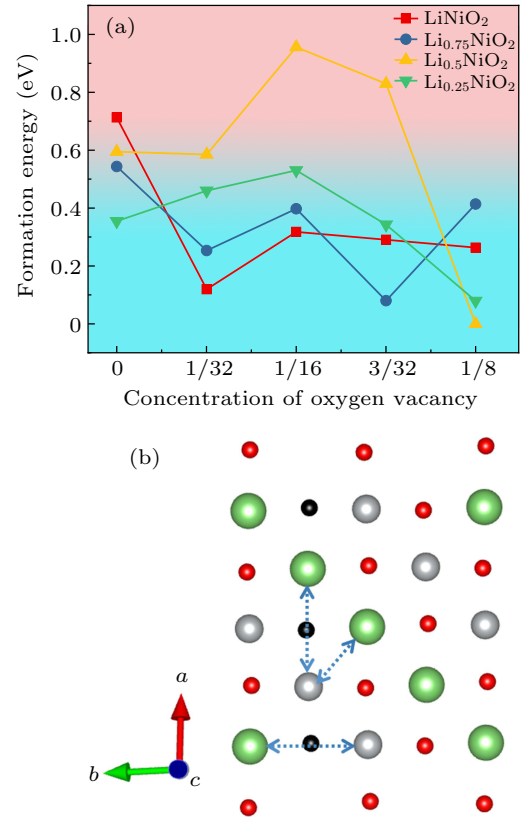 (a)
LiNiO₂
Li₀.₇₅NiO₂
Li₀.₅NiO₂
Li₀.₂₅NiO₂
Formation energy (eV)
1.0
0.8
0.6
0.4
0.2
0
0 1/32 1/16 3/32 1/8
Concentration of oxygen vacancy
(b)
a
b
c